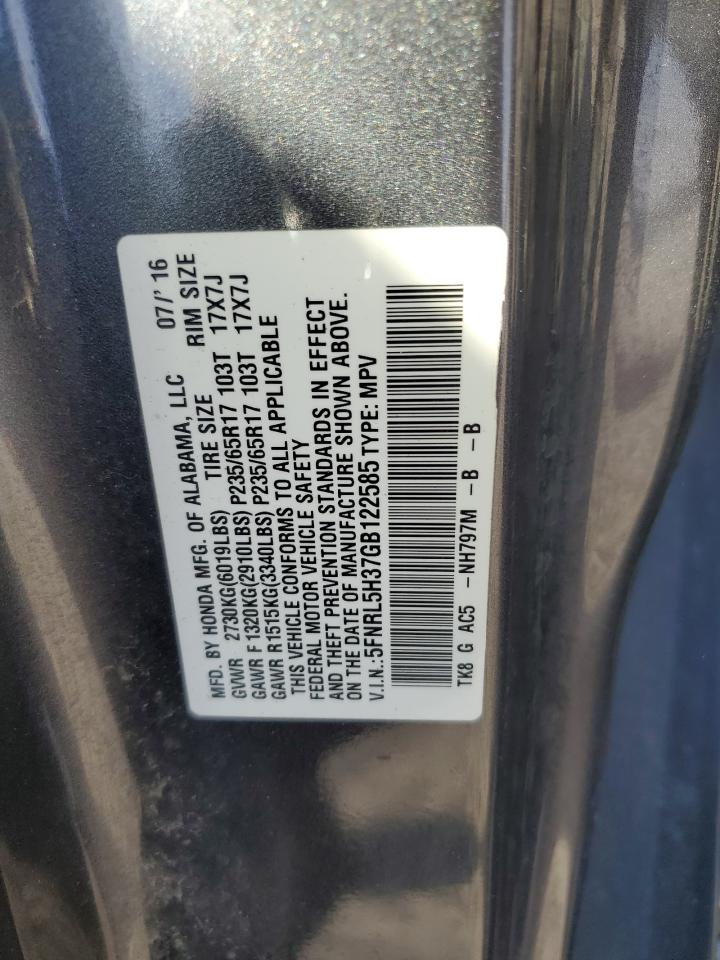 MFD. BY HONDA MFG. OF ALABAMA, LLC 07/' 16
GVWR 2730KG(6019LBS) TIRE SIZE RIM SIZE
GAWR F 1320KG(2910LBS) P235/65R17 103T 17X7J
GAWR R1515KG(3340LBS) P235/65R17 103T 17X7J
THIS VEHICLE CONFORMS TO ALL APPLICABLE
FEDERAL MOTOR VEHICLE SAFETY
AND THEFT PREVENTION STANDARDS IN EFFECT
ON THE DATE OF MANUFACTURE SHOWN ABOVE.
V.I.N.:5FNRL5H37GB122585 TYPE: MPV
TK8 G AC5 -NH797M -B -B